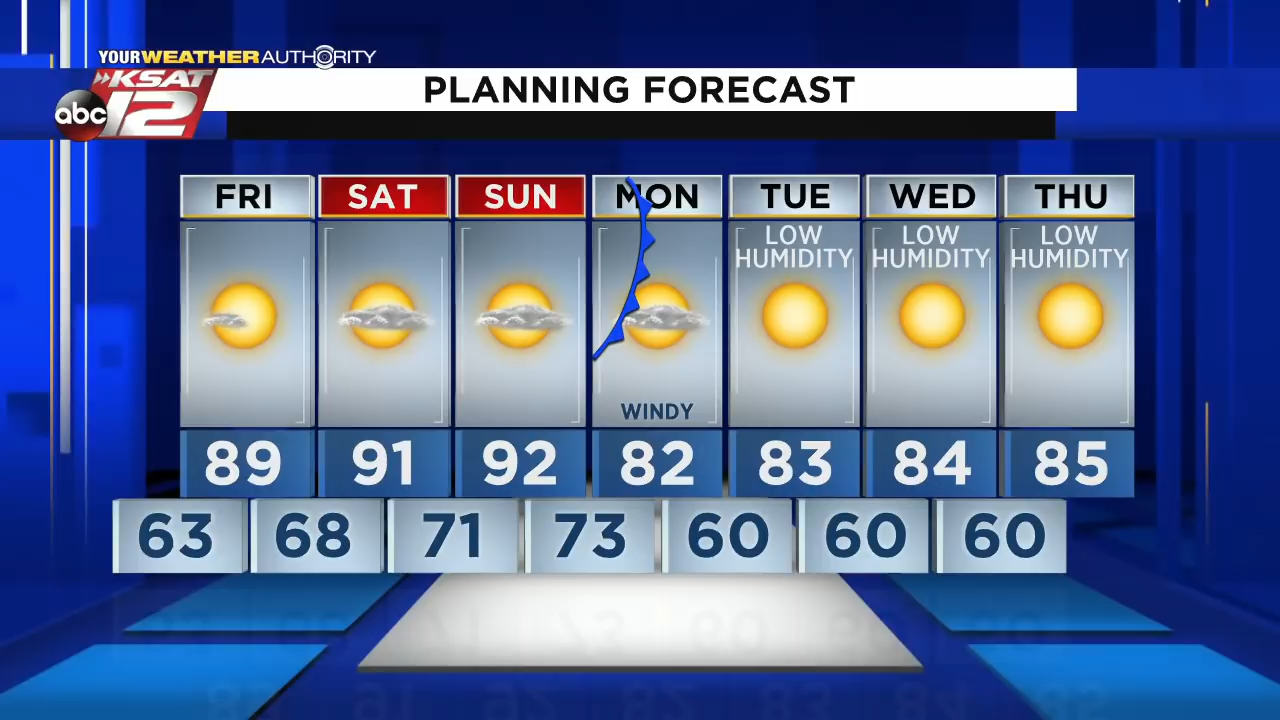 YOURWEATHERAUTHORITY
KSAT
abc 12
PLANNING FORECAST
FRI SAT SUN MON TUE WED THU
LOW LOW LOW
HUMIDITY HUMIDITY HUMIDITY
WINDY
89 91 92 82 83 84 85
63 68 71 73 60 60 60